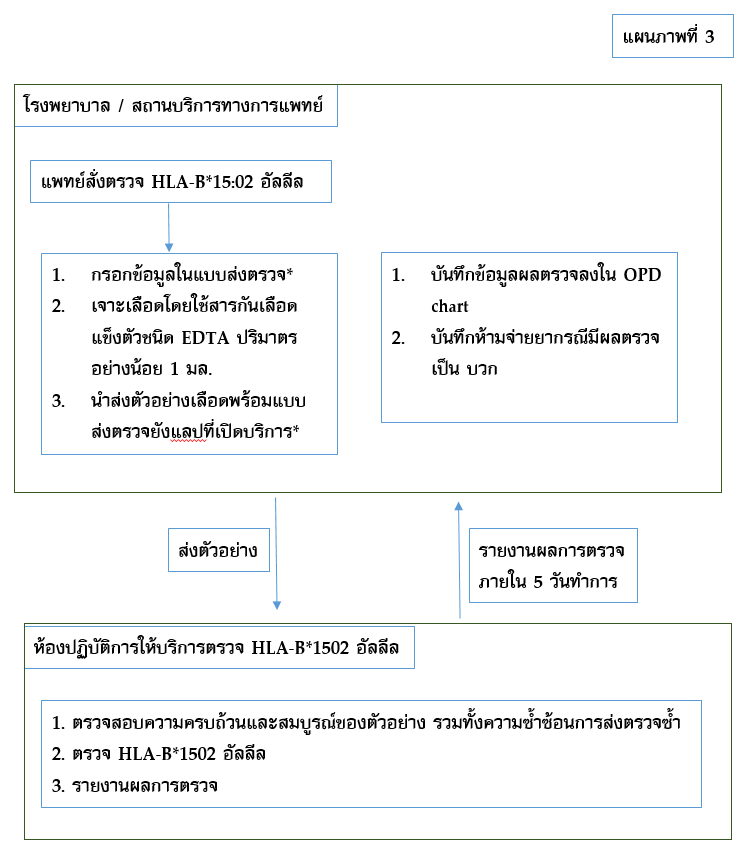 แผนภาพที่ 3
โรงพยาบาล / สถานบริการทางการแพทย์
แพทย์สั่งตรวจ HLA-B*15:02 อัลลีล
1. กรอกข้อมูลในแบบส่งตรวจ*
2. เจาะเลือดโดยใช้สารกันเลือด
แข็งตัวชนิด EDTA ปริมาตร
อย่างน้อย 1 มล.
3. นำส่งตัวอย่างเลือดพร้อมแบบ
ส่งตรวจยังแลปที่เปิดบริการ*
1. บันทึกข้อมูลผลตรวจลงใน OPD
chart
2. บันทึกห้ามจ่ายยากรณีมีผลตรวจ
เป็น บวก
ส่งตัวอย่าง
รายงานผลการตรวจ
ภายใน 5 วันทำการ
ห้องปฏิบัติการให้บริการตรวจ HLA-B*1502 อัลลีล
1. ตรวจสอบความครบถ้วนและสมบูรณ์ของตัวอย่าง รวมทั้งความซ้ำซ้อนการส่งตรวจซ้ำ
2. ตรวจ HLA-B*1502 อัลลีล
3. รายงานผลการตรวจ